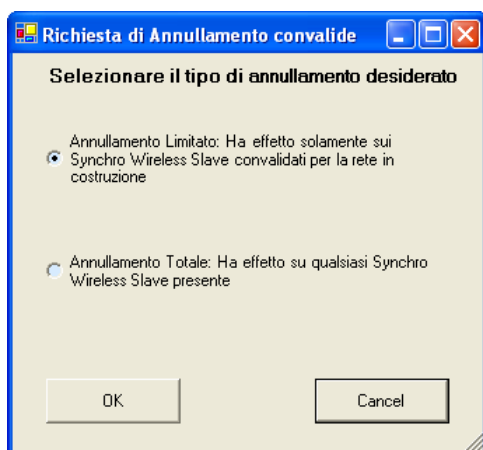 Richiesta di Annullamento convalide
Selezionare il tipo di annullamento desiderato
Annullamento Limitato: Ha effetto solamente sui
Synchro Wireless Slave convalidati per la rete in
costruzione
Annullamento Totale: Ha effetto su qualsiasi Synchro
Wireless Slave presente
OK
Cancel